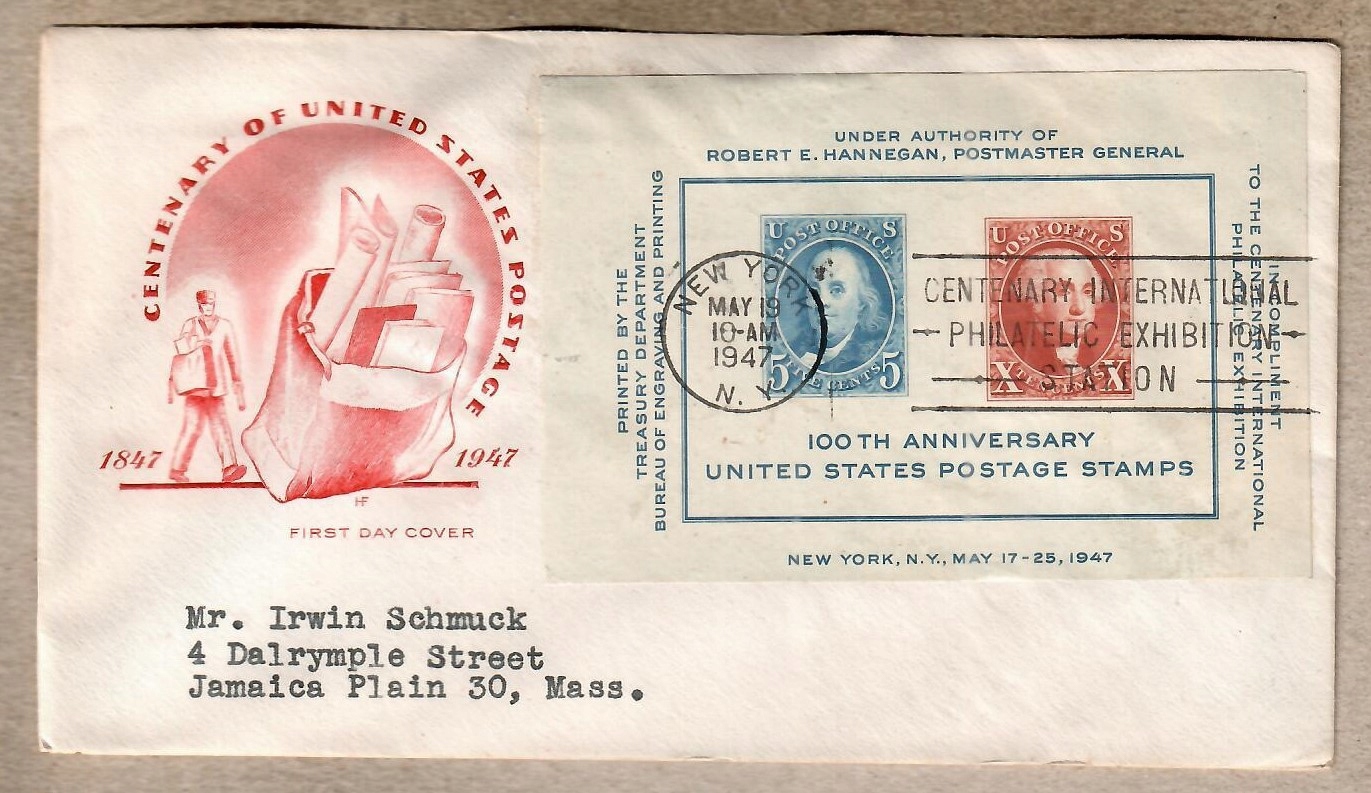 CENTENARY OF UNITED STATES POSTAGE
1847
1947
HF
FIRST DAY COVER
UNDER AUTHORITY OF
ROBERT E. HANNEGAN, POSTMASTER GENERAL
PRINTED BY THE
TREASURY DEPARTMENT
BUREAU OF ENGRAVING AND PRINTING
U S
POST OFFICE
5 FIVE CENTS 5
U S
POST OFFICE
X TEN CENTS X
NEW YORK
MAY 19
10-AM
1947
N. Y.
CENTENARY INTERNATIONAL
PHILATELIC EXHIBITION
STATION
IN COMPLIMENT
TO THE CENTENARY INTERNATIONAL
PHILATELIC EXHIBITION
100TH ANNIVERSARY
UNITED STATES POSTAGE STAMPS
NEW YORK, N.Y., MAY 17-25, 1947
Mr. Irwin Schmuck
4 Dalrymple Street
Jamaica Plain 30, Mass.